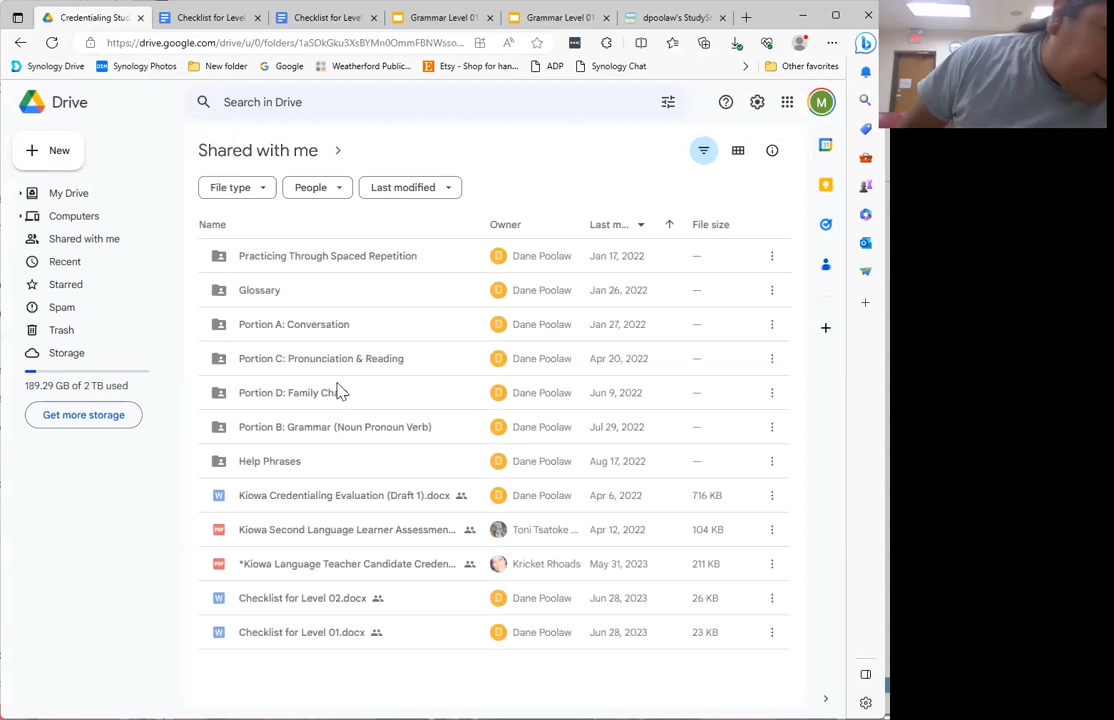 Credentialing Stud
Checklist for Level
Checklist for Level
Grammar Level 01
Grammar Level 01
dpoolaw's StudySt
https://drive.google.com/drive/u/0/folders/1aSOkGku3XsBYMn0OmmFBNWsso...
Synology Drive
DSM Synology Photos
New folder
Google
Weatherford Public...
Etsy - Shop for han...
ADP
Synology Chat
Other favorites
Drive
Search in Drive
M
New
Shared with me
File type
People
Last modified
My Drive
Computers
Shared with me
Recent
Starred
Spam
Trash
Storage
189.29 GB of 2 TB used
Get more storage
Name Owner Last m... File size
Practicing Through Spaced Repetition D Dane Poolaw Jan 17, 2022 —
Glossary D Dane Poolaw Jan 26, 2022 —
Portion A: Conversation D Dane Poolaw Jan 27, 2022 —
Portion C: Pronunciation & Reading D Dane Poolaw Apr 20, 2022 —
Portion D: Family Cha D Dane Poolaw Jun 9, 2022 —
Portion B: Grammar (Noun Pronoun Verb) D Dane Poolaw Jul 29, 2022 —
Help Phrases D Dane Poolaw Aug 17, 2022 —
W Kiowa Credentialing Evaluation (Draft 1).docx D Dane Poolaw Apr 6, 2022 716 KB
PDF Kiowa Second Language Learner Assessmen... Toni Tsatoke ... Apr 12, 2022 104 KB
PDF *Kiowa Language Teacher Candidate Creden... Kricket Rhoads May 31, 2023 211 KB
W Checklist for Level 02.docx D Dane Poolaw Jun 28, 2023 26 KB
W Checklist for Level 01.docx D Dane Poolaw Jun 28, 2023 23 KB